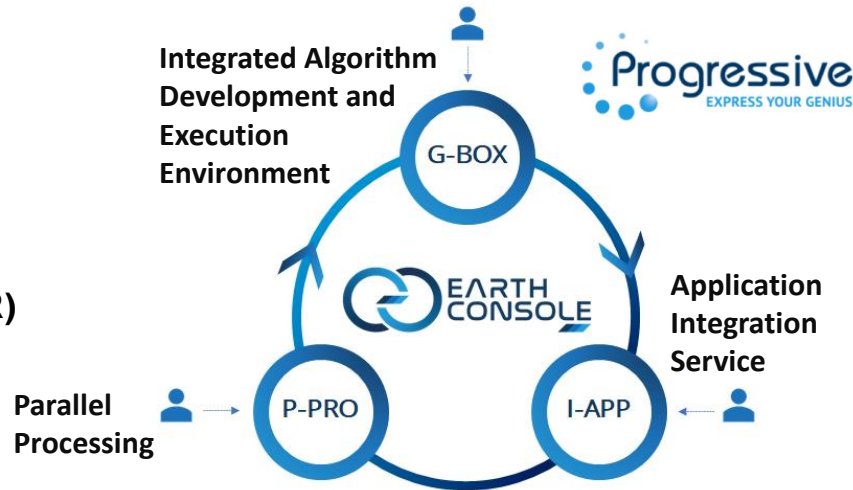 Integrated Algorithm
Development and
Execution
Environment
Progressive
EXPRESS YOUR GENIUS
G-BOX
EARTH
CONSOLE
)
Application
Integration
Service
Parallel
Processing
P-PRO
I-APP